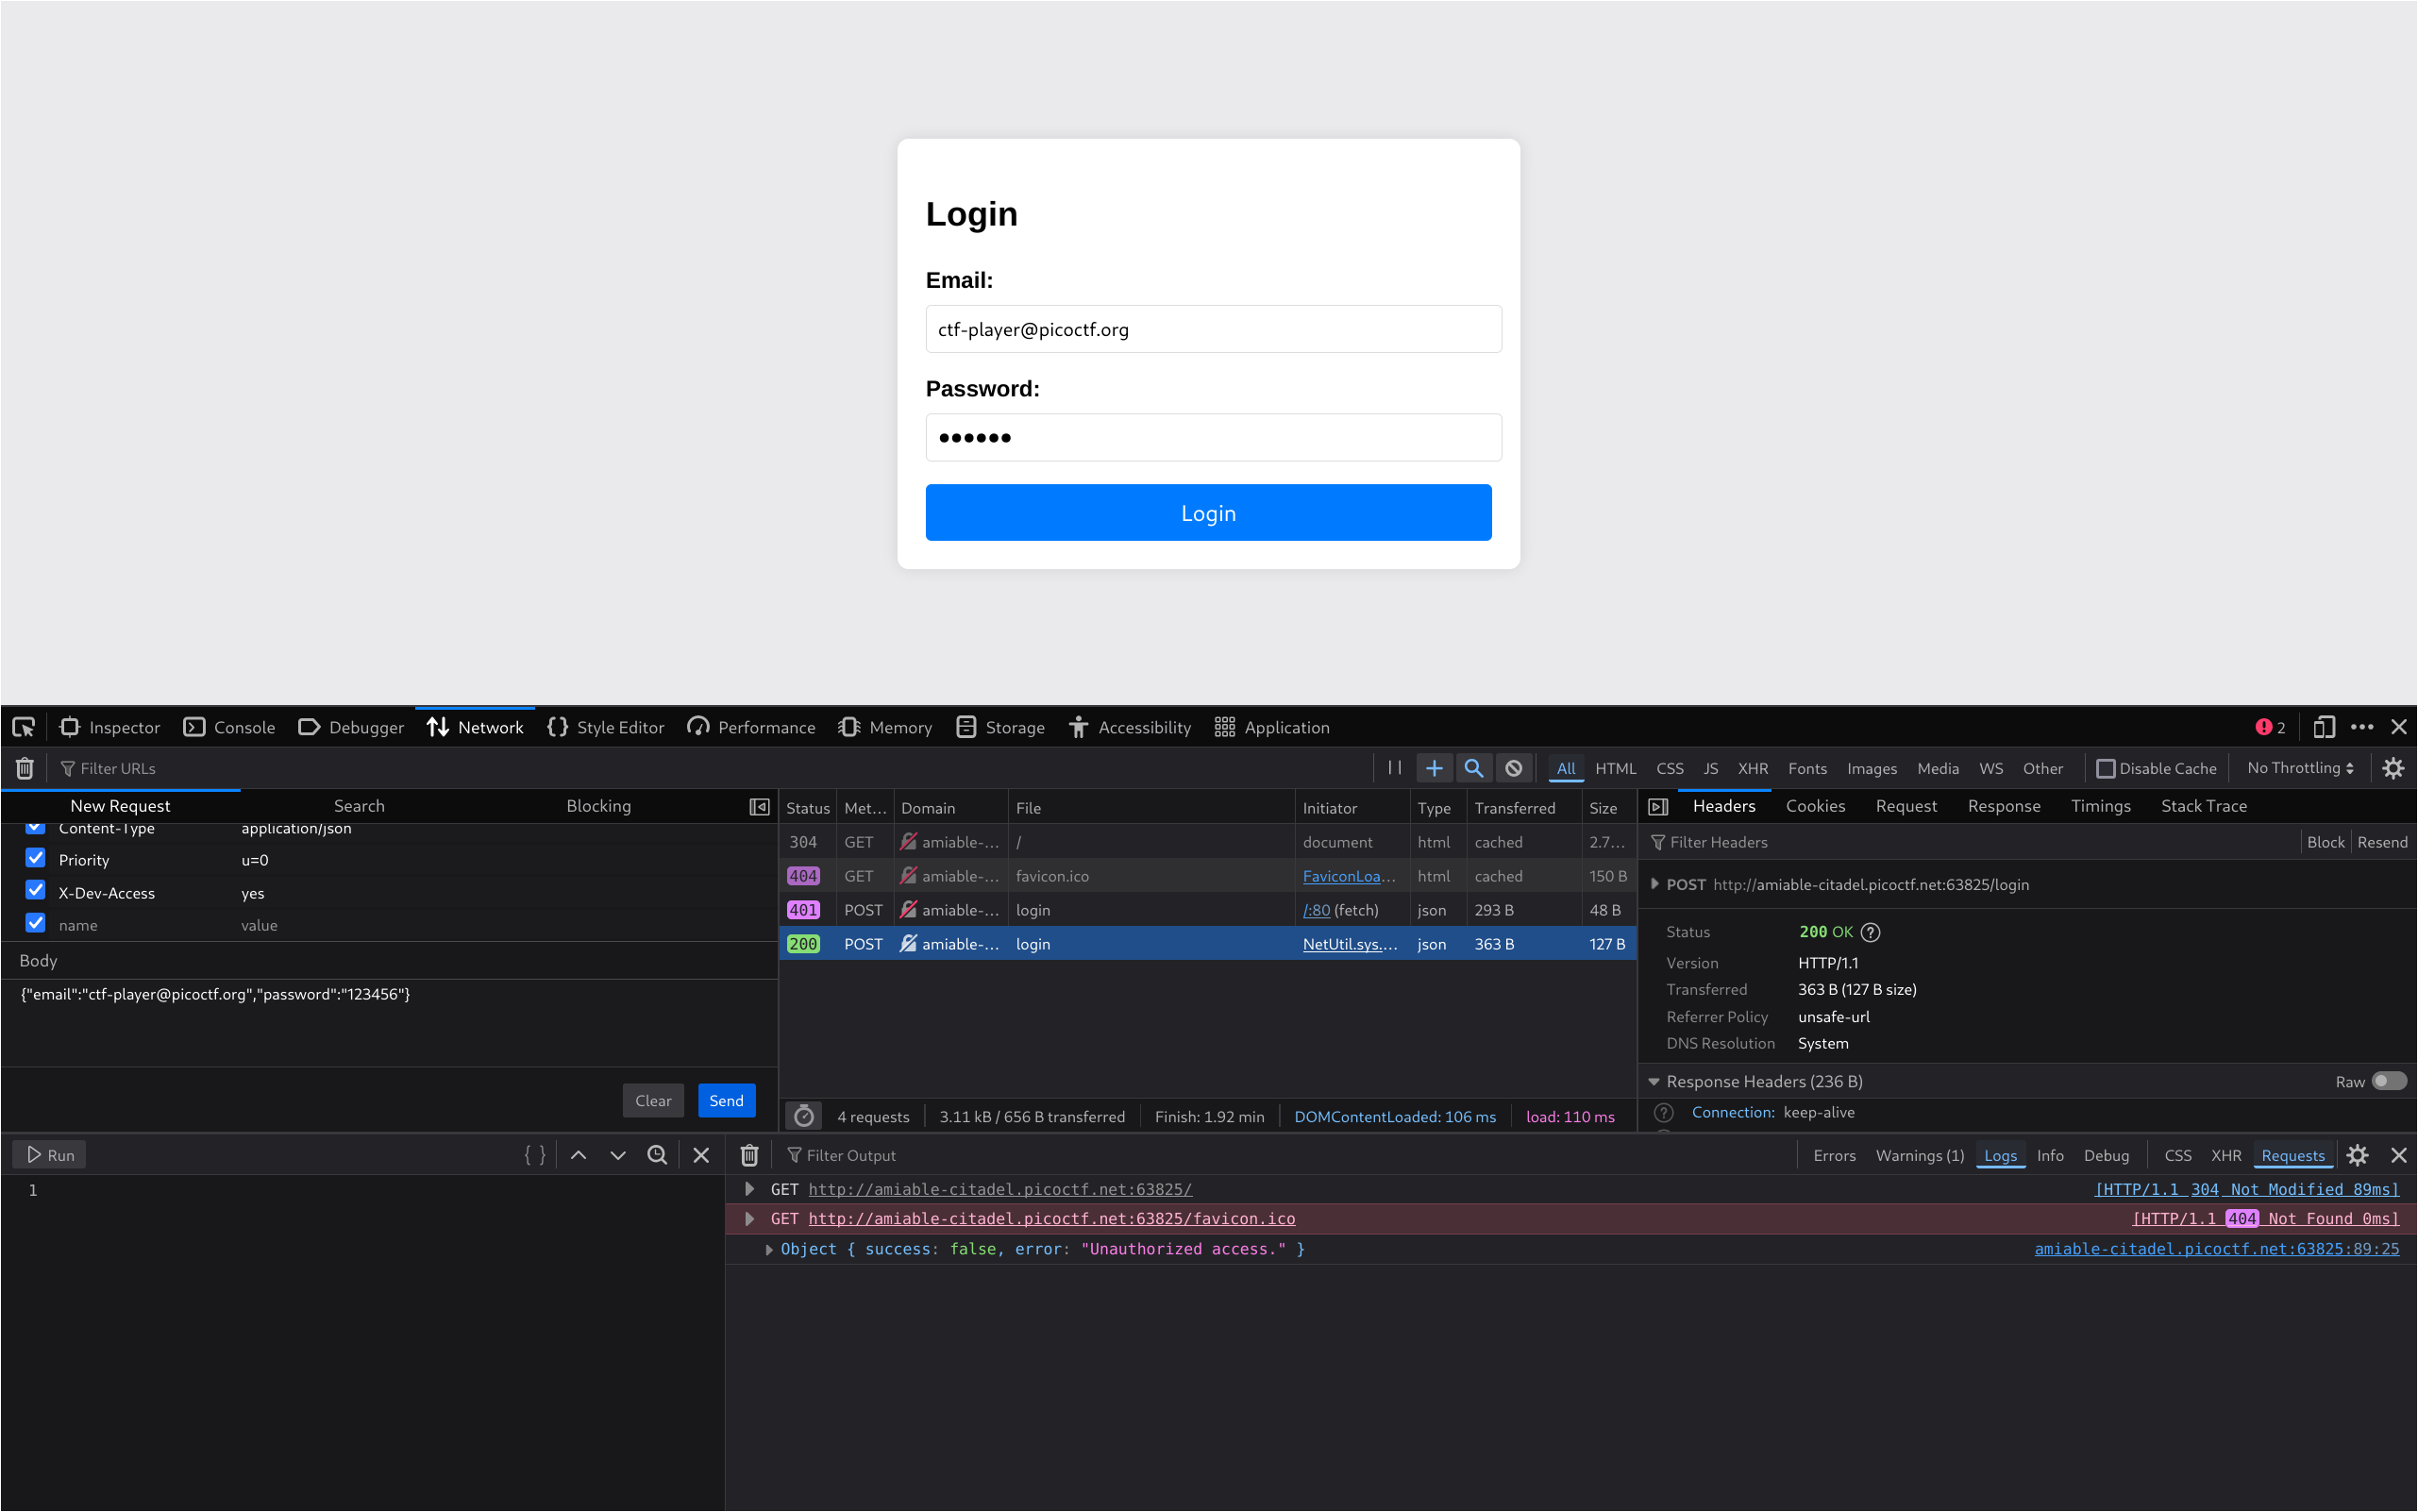 Login
Email:
ctf-player@picoctf.org
Password:
••••••
Login
Inspector Console Debugger Network Style Editor Performance Memory Storage Accessibility Application 2
Filter URLs All HTML CSS JS XHR Fonts Images Media WS Other Disable Cache No Throttling
New Request Search Blocking
Content-Type application/json
Priority u=0
X-Dev-Access yes
name value
Body
{"email":"ctf-player@picoctf.org","password":"123456"}
Clear Send
Status Met... Domain File Initiator Type Transferred Size
304 GET amiable-... / document html cached 2.7...
404 GET amiable-... favicon.ico FaviconLoa... html cached 150 B
401 POST amiable-... login /:80 (fetch) json 293 B 48 B
200 POST amiable-... login NetUtil.sys.... json 363 B 127 B
4 requests 3.11 kB / 656 B transferred Finish: 1.92 min DOMContentLoaded: 106 ms load: 110 ms
Headers Cookies Request Response Timings Stack Trace
Filter Headers Block Resend
POST http://amiable-citadel.picoctf.net:63825/login
Status 200 OK ?
Version HTTP/1.1
Transferred 363 B (127 B size)
Referrer Policy unsafe-url
DNS Resolution System
Response Headers (236 B) Raw
? Connection: keep-alive
Run { }
1
Filter Output Errors Warnings (1) Logs Info Debug CSS XHR Requests
GET http://amiable-citadel.picoctf.net:63825/ [HTTP/1.1 304 Not Modified 89ms]
GET http://amiable-citadel.picoctf.net:63825/favicon.ico [HTTP/1.1 404 Not Found 0ms]
Object { success: false, error: "Unauthorized access." } amiable-citadel.picoctf.net:63825:89:25